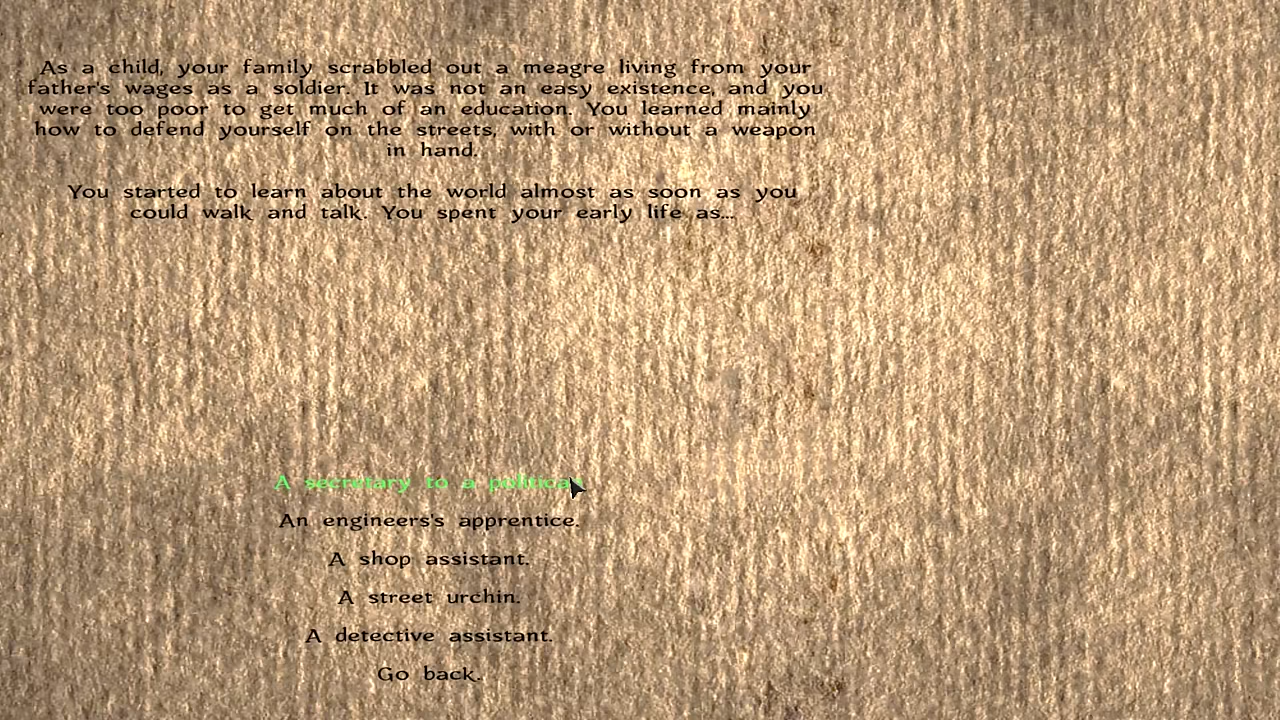 As a child, your family scrabbled out a meagre living from your
father's wages as a soldier. It was not an easy existence, and you
were too poor to get much of an education. You learned mainly
how to defend yourself on the streets, with or without a weapon
in hand.
You started to learn about the world almost as soon as you
could walk and talk. You spent your early life as...
A secretary to a
An engineers's apprentice.
A shop assistant.
A street urchin.
A detective assistant.
Go back.